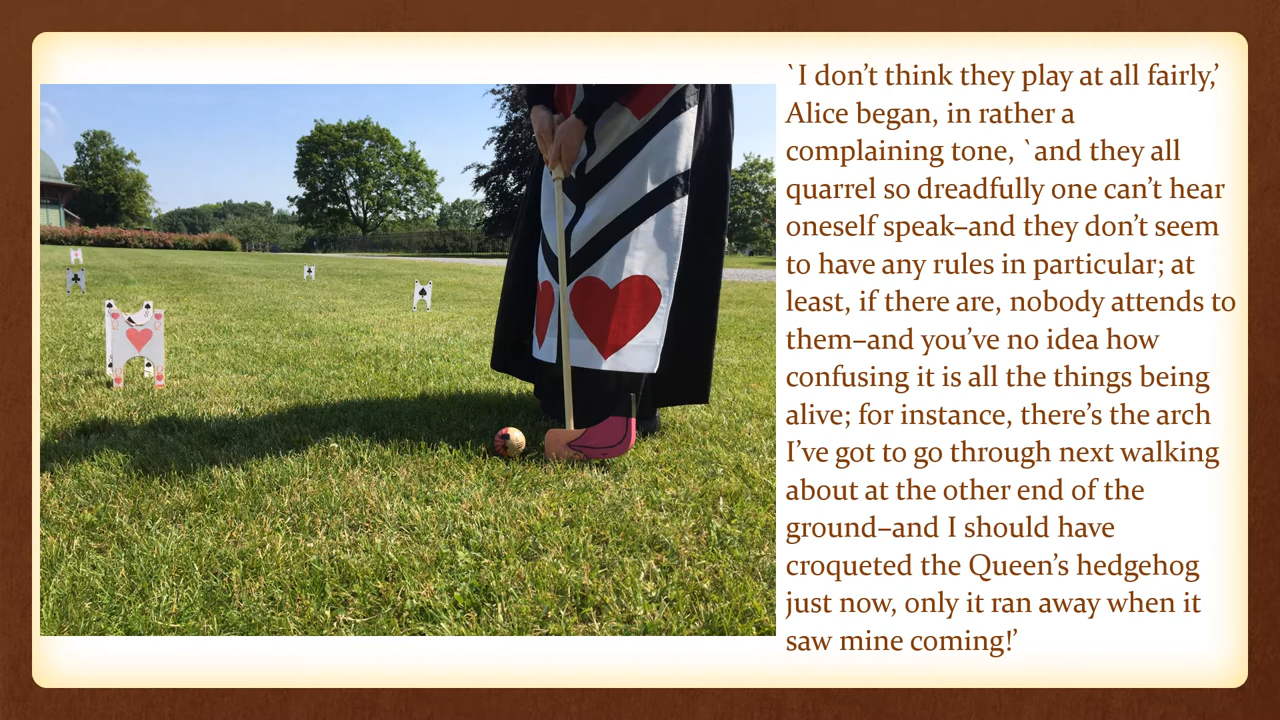 `I don’t think they play at all fairly,’
Alice began, in rather a
complaining tone, `and they all
quarrel so dreadfully one can’t hear
oneself speak–and they don’t seem
to have any rules in particular; at
least, if there are, nobody attends to
them–and you’ve no idea how
confusing it is all the things being
alive; for instance, there’s the arch
I’ve got to go through next walking
about at the other end of the
ground–and I should have
croqueted the Queen’s hedgehog
just now, only it ran away when it
saw mine coming!’